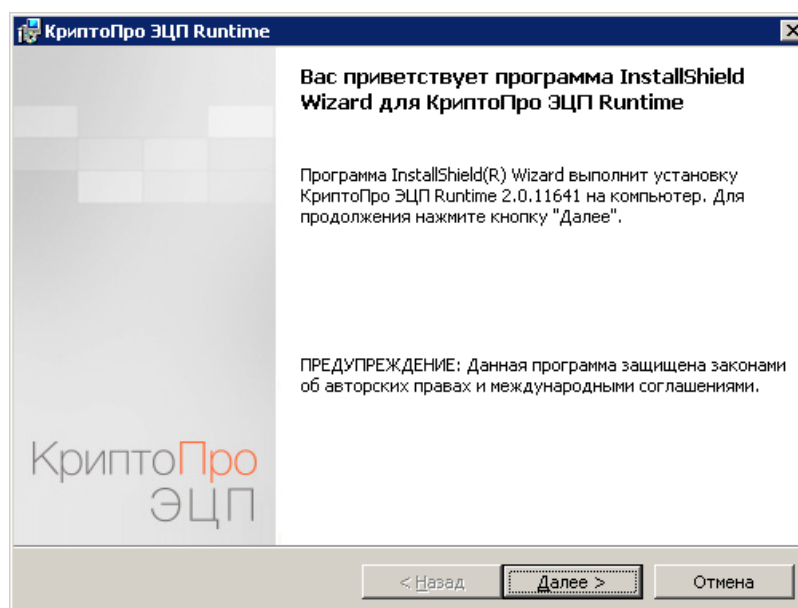 КриптоПро ЭЦП Runtime
Вас приветствует программа InstallShield
Wizard для КриптоПро ЭЦП Runtime
Программа InstallShield(R) Wizard выполнит установку
КриптоПро ЭЦП Runtime 2.0.11641 на компьютер. Для
продолжения нажмите кнопку "Далее".
ПРЕДУПРЕЖДЕНИЕ: Данная программа защищена законами
об авторских правах и международными соглашениями.
КриптоПро
ЭЦП
< Назад
Далее >
Отмена